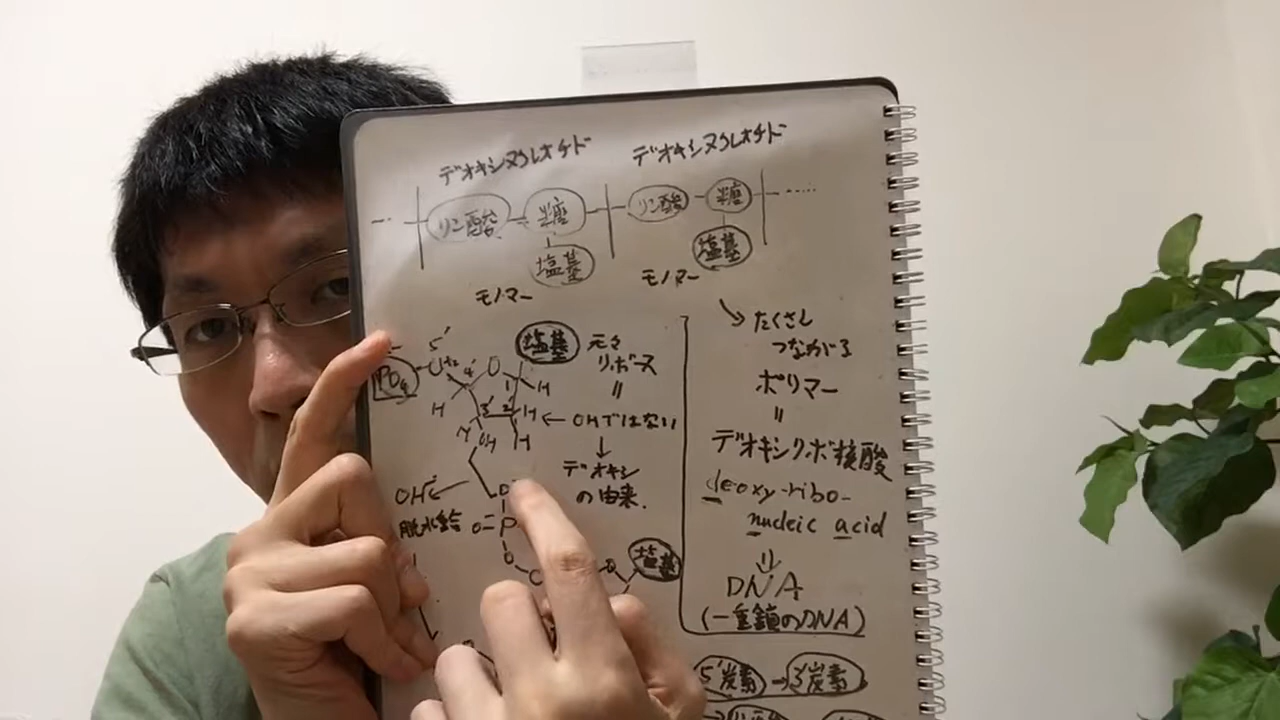 デオキシヌクレオチド デオキシヌクレオチド
リン酸 糖 リン酸 糖
塩基 塩基
モノマー モノマー
たくさん
つながる
ポリマー
=
デオキシリボ核酸
deoxy-ribo-
nucleic acid
⇓
DNA
(一重鎖のDNA)
5'炭素→3'炭素
塩基
元々
リボース
=
PO4 5' 4' O 1' H
H 3' 2' H ← OHではない
H OH H
↓
デオキシ
の由来.
OH
脱水縮合
O=P
O
塩基